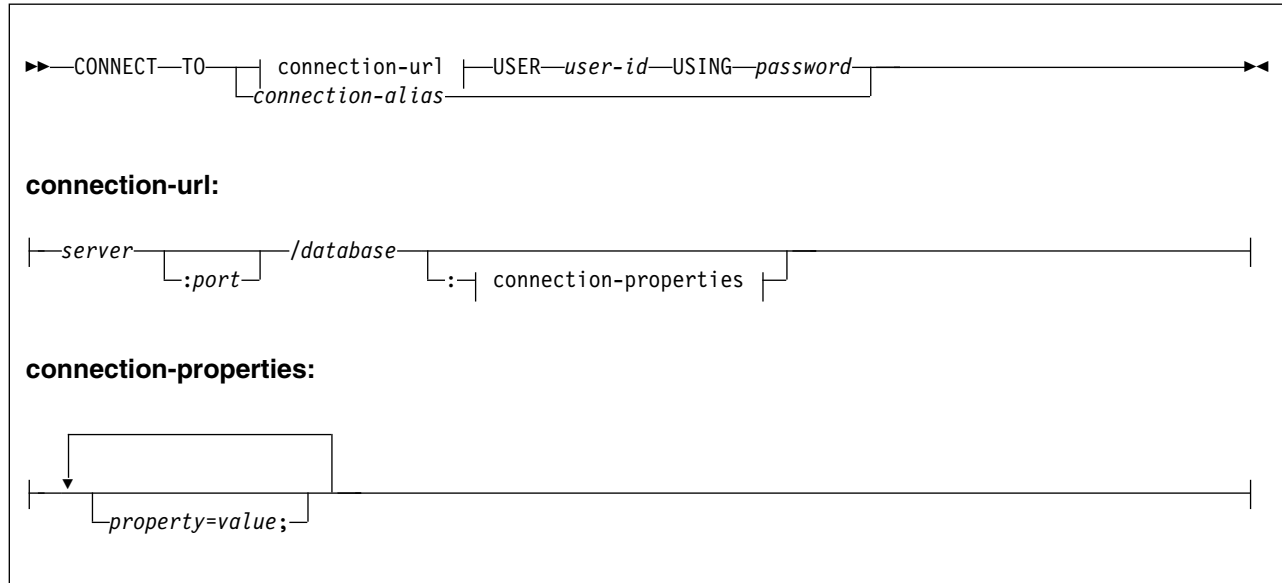 CONNECT TO connection-url USER user-id USING password
connection-alias
connection-url:
server /database
:port : connection-properties
connection-properties:
property=value;